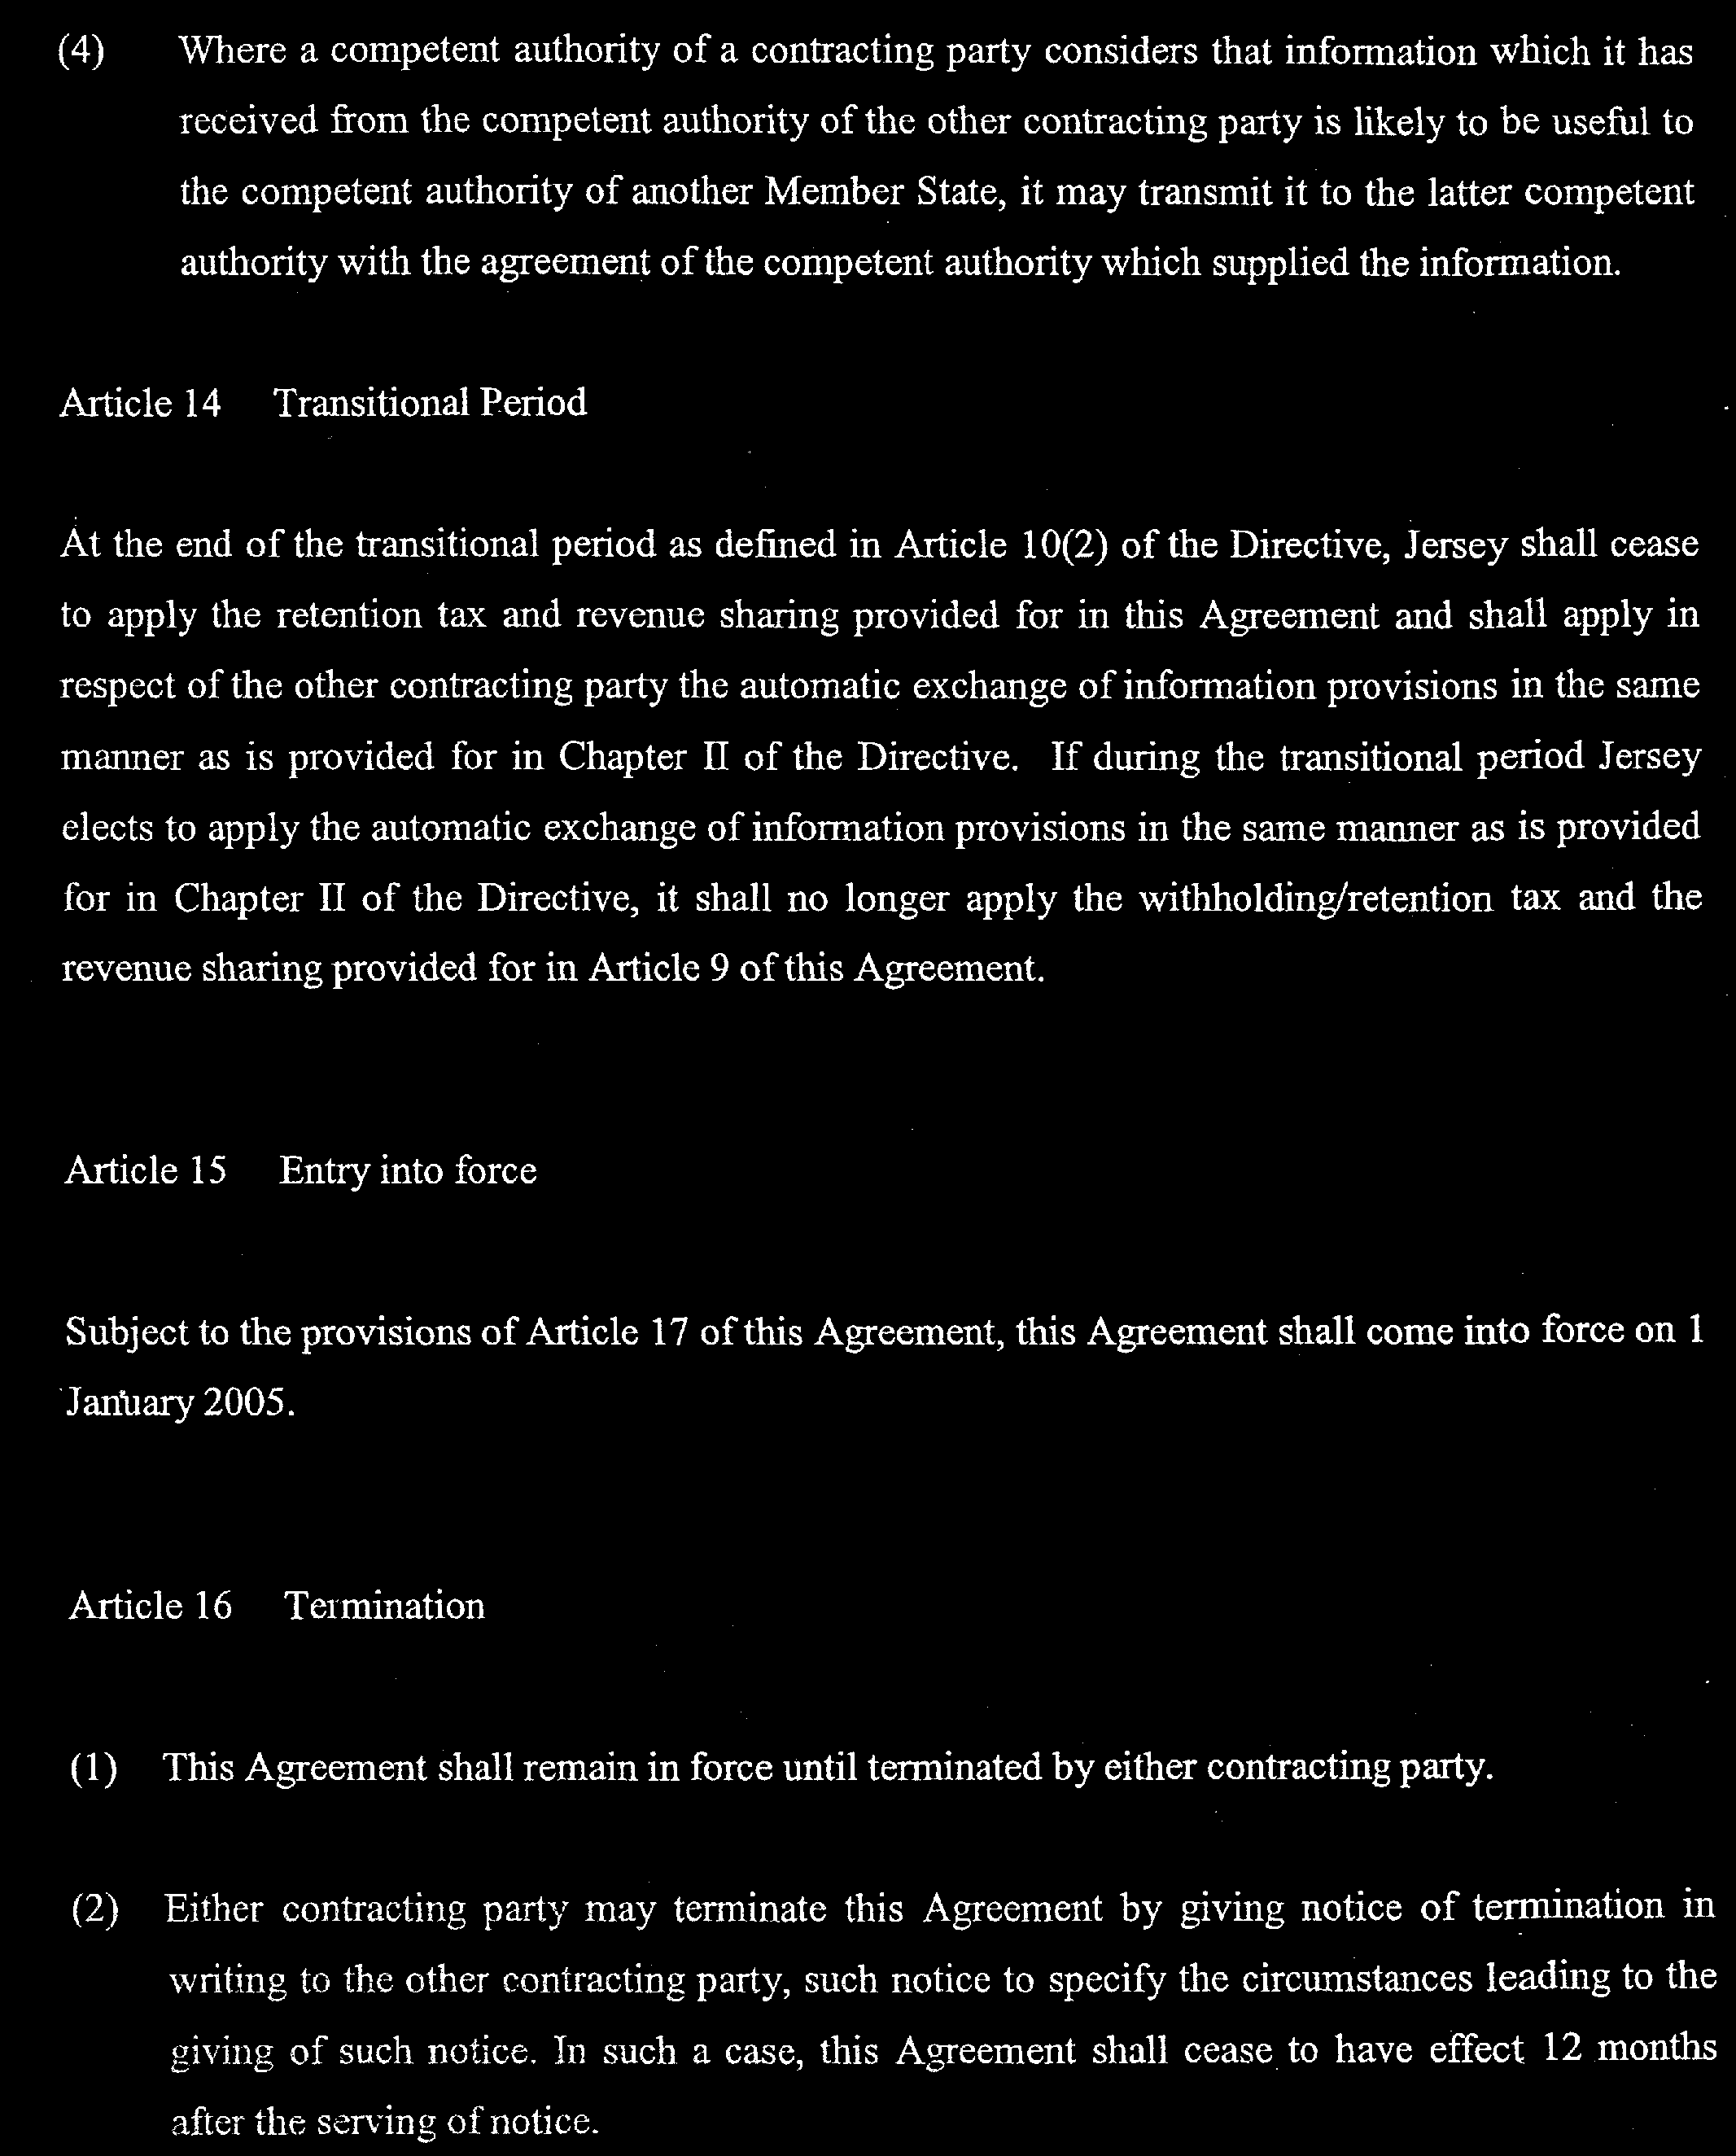 (4) Where a competent authority of a contracting party considers that information which it has
received from the competent authority of the other contracting party is likely to be useful to
the competent authority of another Member State, it may transmit it to the latter competent
authority with the agreement of the competent authority which supplied the information.
Article 14 Transitional Period
At the end of the transitional period as defined in Article 10(2) of the Directive, Jersey shall cease
to apply the retention tax and revenue sharing provided for in this Agreement and shall apply in
respect of the other contracting party the automatic exchange of information provisions in the same
manner as is provided for in Chapter II of the Directive. If during the transitional period Jersey
elects to apply the automatic exchange of information provisions in the same manner as is provided
for in Chapter II of the Directive, it shall no longer apply the withholding/retention tax and the
revenue sharing provided for in Article 9 of this Agreement.
Article 15 Entry into force
Subject to the provisions of Article 17 of this Agreement, this Agreement shall come into force on 1
January 2005.
Article 16 Termination
(1) This Agreement shall remain in force until terminated by either contracting party.
(2) Either contracting party may terminate this Agreement by giving notice of termination in
writing to the other contracting party, such notice to specify the circumstances leading to the
giving of such notice. In such a case, this Agreement shall cease to have effect 12 months
after the serving of notice.